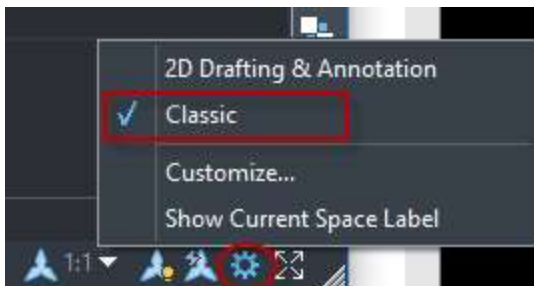 2D Drafting & Annotation
Classic
Customize...
Show Current Space Label
1:1